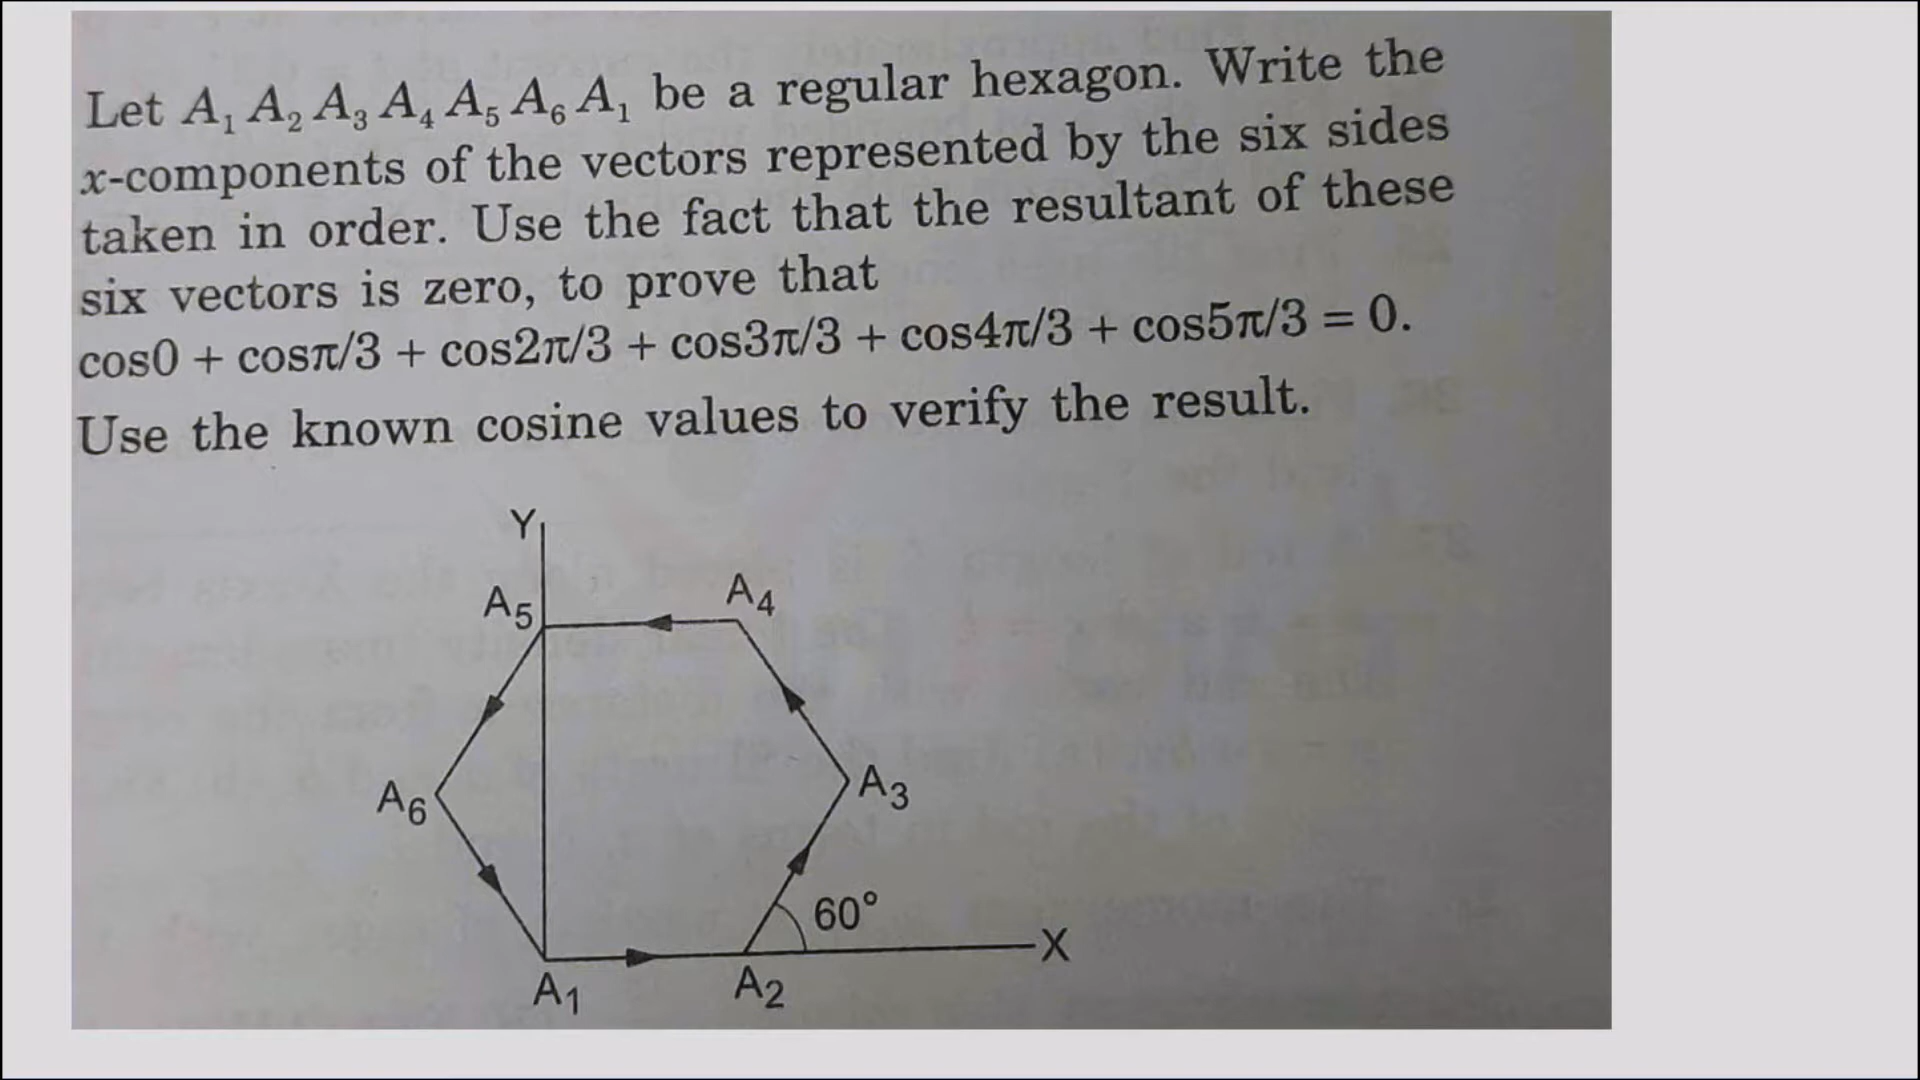 Let A₁ A₂ A₃ A₄ A₅ A₆ A₁ be a regular hexagon. Write the
x-components of the vectors represented by the six sides
taken in order. Use the fact that the resultant of these
six vectors is zero, to prove that
cos0 + cosπ/3 + cos2π/3 + cos3π/3 + cos4π/3 + cos5π/3 = 0.
Use the known cosine values to verify the result.
Y
A₅
A₄
A₆
A₃
60°
X
A₁
A₂